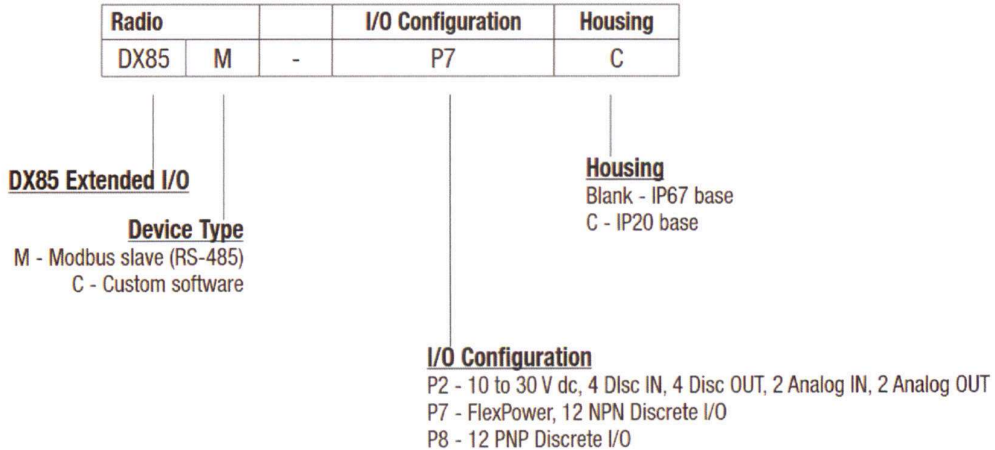 Radio I/O Configuration Housing
DX85 M - P7 C
DX85 Extended I/O
Device Type
M - Modbus slave (RS-485)
C - Custom software
Housing
Blank - IP67 base
C - IP20 base
I/O Configuration
P2 - 10 to 30 V dc, 4 DIsc IN, 4 Disc OUT, 2 Analog IN, 2 Analog OUT
P7 - FlexPower, 12 NPN Discrete I/O
P8 - 12 PNP Discrete I/O